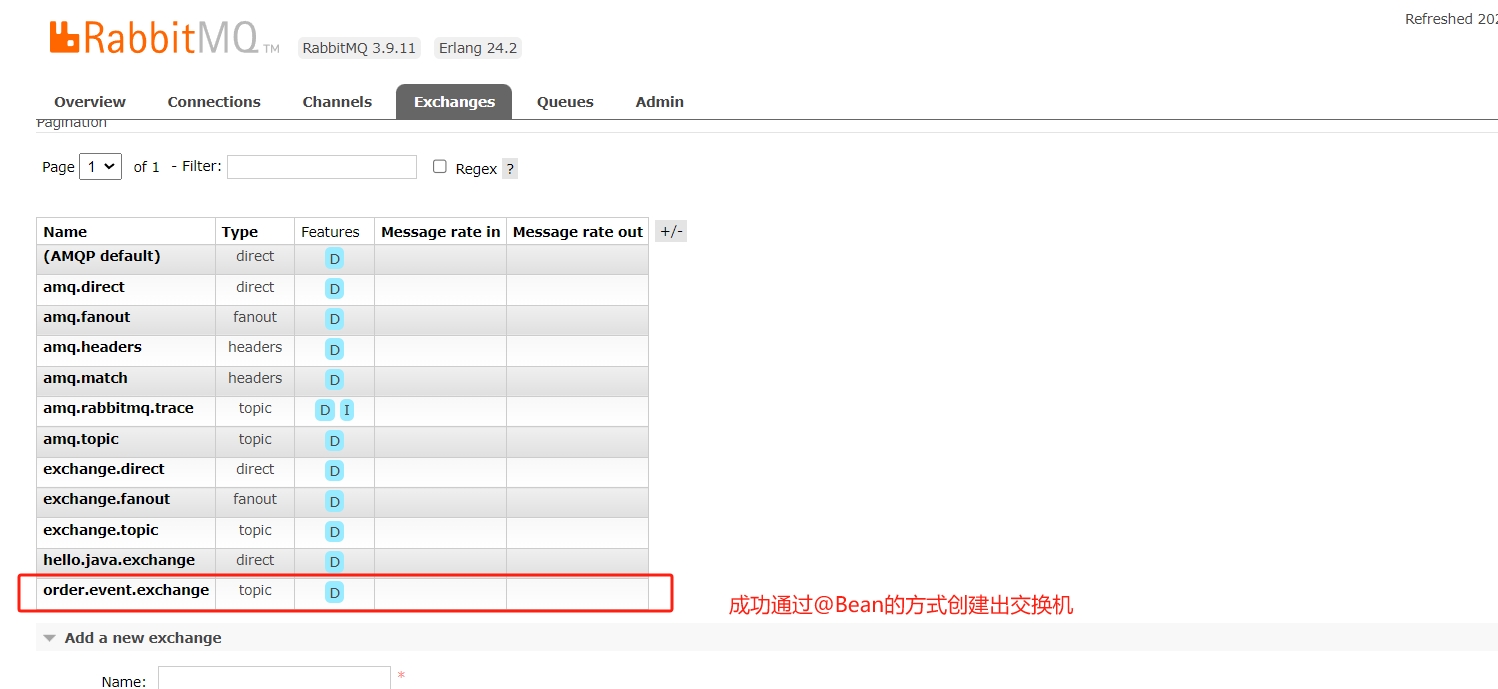 Refreshed 202
RabbitMQ TM RabbitMQ 3.9.11 Erlang 24.2
Overview Connections Channels Exchanges Queues Admin
Pagination
Page 1 of 1 - Filter: Regex ?
Name Type Features Message rate in Message rate out +/-
(AMQP default) direct D
amq.direct direct D
amq.fanout fanout D
amq.headers headers D
amq.match headers D
amq.rabbitmq.trace topic D I
amq.topic topic D
exchange.direct direct D
exchange.fanout fanout D
exchange.topic topic D
hello.java.exchange direct D
order.event.exchange topic D
成功通过@Bean的方式创建出交换机
Add a new exchange
Name: *